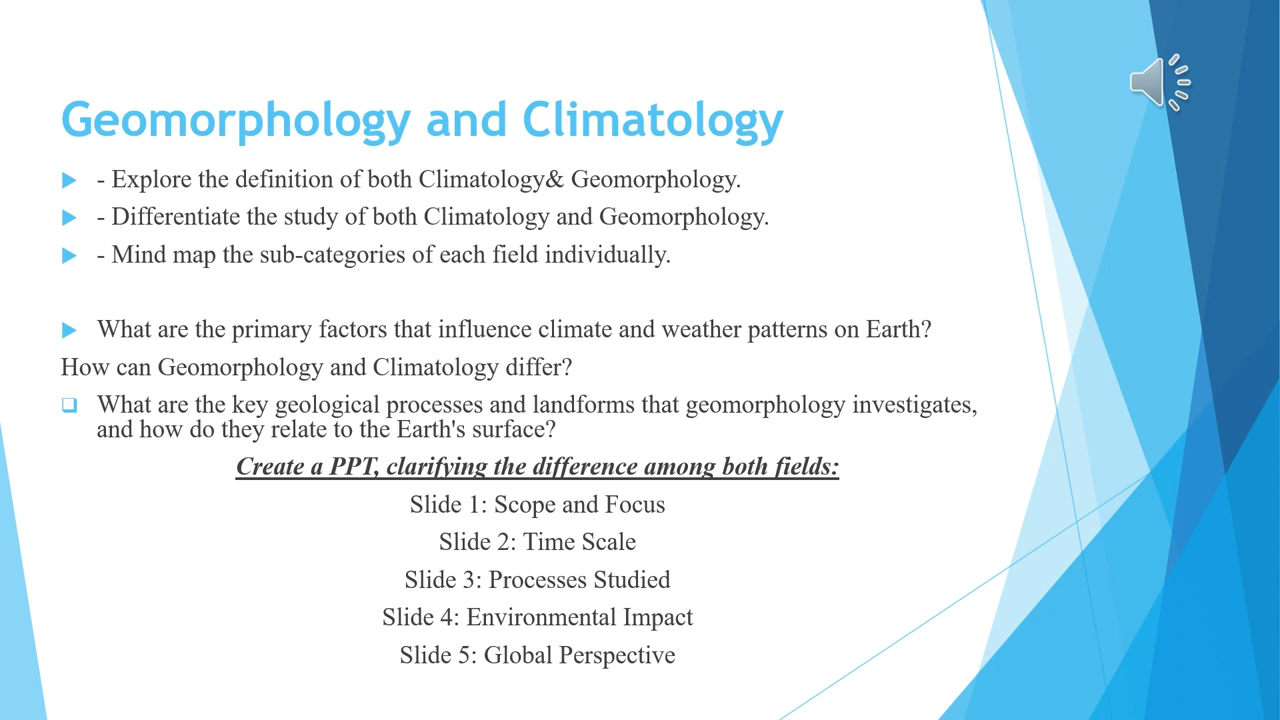 Geomorphology and Climatology
- Explore the definition of both Climatology& Geomorphology.
- Differentiate the study of both Climatology and Geomorphology.
- Mind map the sub-categories of each field individually.
What are the primary factors that influence climate and weather patterns on Earth?
How can Geomorphology and Climatology differ?
What are the key geological processes and landforms that geomorphology investigates,
and how do they relate to the Earth's surface?
Create a PPT, clarifying the difference among both fields:
Slide 1: Scope and Focus
Slide 2: Time Scale
Slide 3: Processes Studied
Slide 4: Environmental Impact
Slide 5: Global Perspective